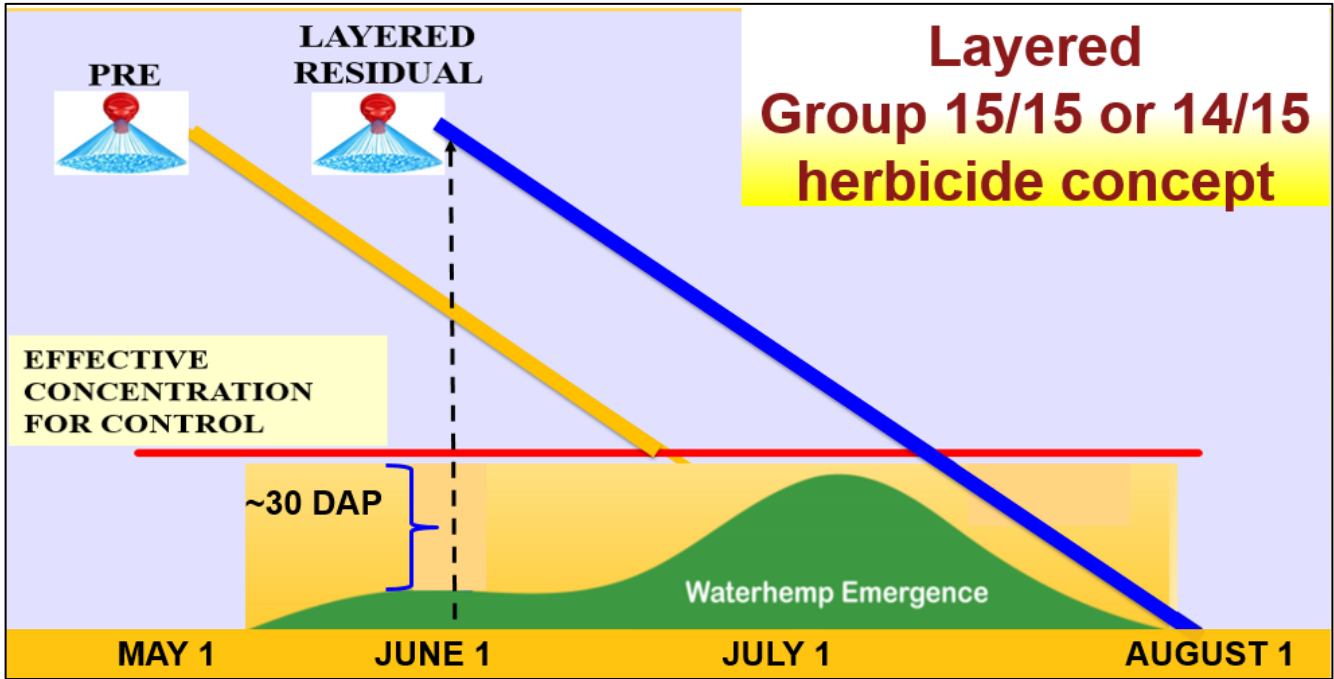 PRE
LAYERED
RESIDUAL
Layered
Group 15/15 or 14/15
herbicide concept
EFFECTIVE
CONCENTRATION
FOR CONTROL
~30 DAP
Waterhemp Emergence
MAY 1
JUNE 1
JULY 1
AUGUST 1